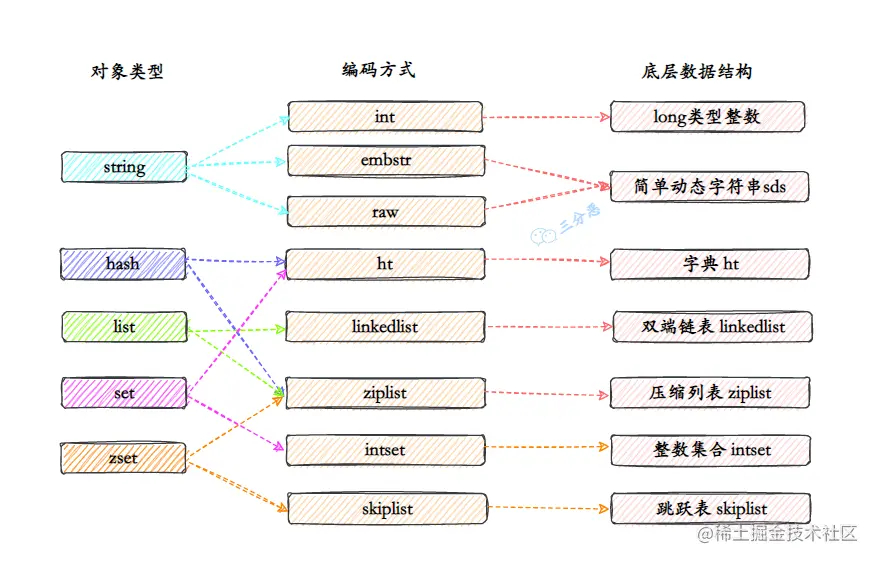 对象类型 编码方式 底层数据结构
int long类型整数
string embstr 简单动态字符串sds
raw
三分恶
hash ht 字典 ht
list linkedlist 双端链表 linkedlist
set ziplist 压缩列表 ziplist
zset intset 整数集合 intset
skiplist 跳跃表 skiplist
@稀土掘金技术社区